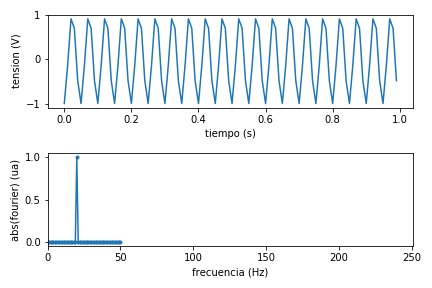 tension (V)
1
0
−1
0.0 0.2 0.4 0.6 0.8 1.0
tiempo (s)
abs(fourier) (ua)
1.0
0.5
0.0
0 50 100 150 200 250
frecuencia (Hz)